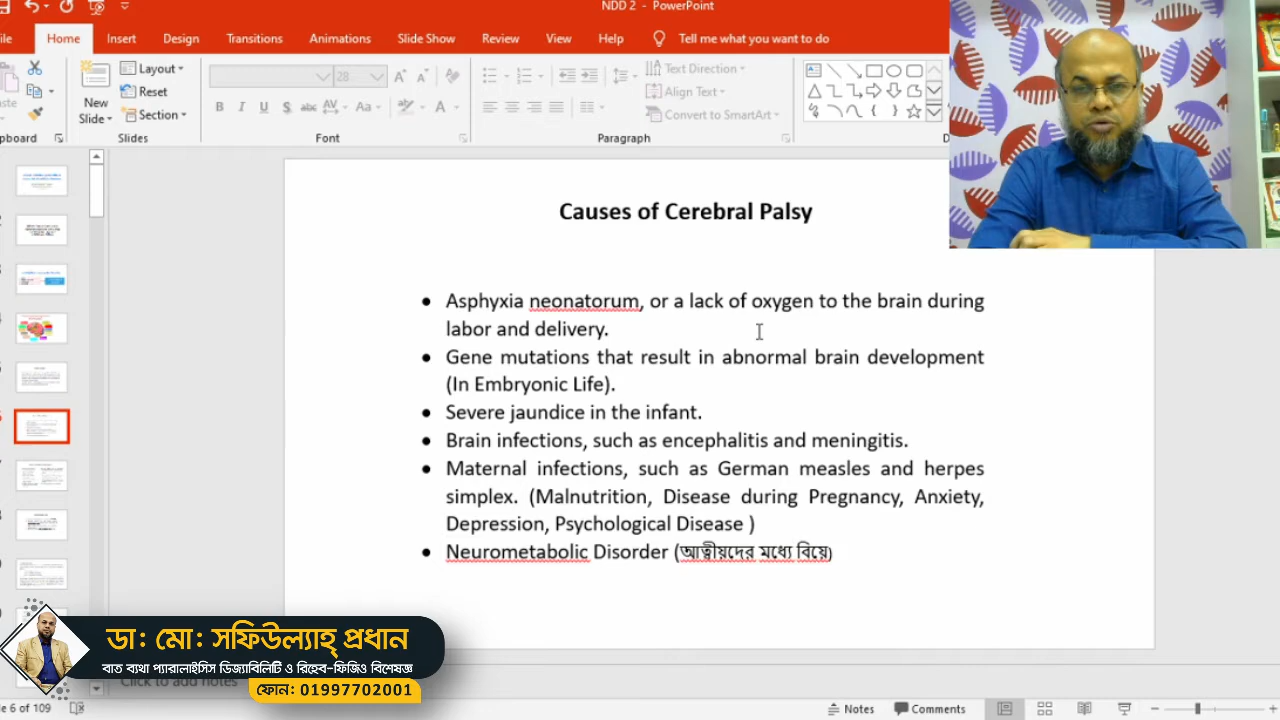 NDD 2 - PowerPoint
Home Insert Design Transitions Animations Slide Show Review View Help Tell me what you want to do
Layout
Reset
Section
New
Slide
Slides
28
B I U S abc AV Aa A
Font
Text Direction
Align Text
Convert to SmartArt
Paragraph
Causes of Cerebral Palsy
• Asphyxia neonatorum, or a lack of oxygen to the brain during
labor and delivery.
• Gene mutations that result in abnormal brain development
(In Embryonic Life).
• Severe jaundice in the infant.
• Brain infections, such as encephalitis and meningitis.
• Maternal infections, such as German measles and herpes
simplex. (Malnutrition, Disease during Pregnancy, Anxiety,
Depression, Psychological Disease )
• Neurometabolic Disorder (আত্মীয়দের মধ্যে বিয়ে)
ডা: মো: সফিউল্যাহ্ প্রধান
বাত ব্যথা প্যারালাইসিস ডিজ্যাবিলিটি ও রিহেব-ফিজিও বিশেষজ্ঞ
ফোন: 01997702001
Click to add notes
6 of 109
Notes Comments